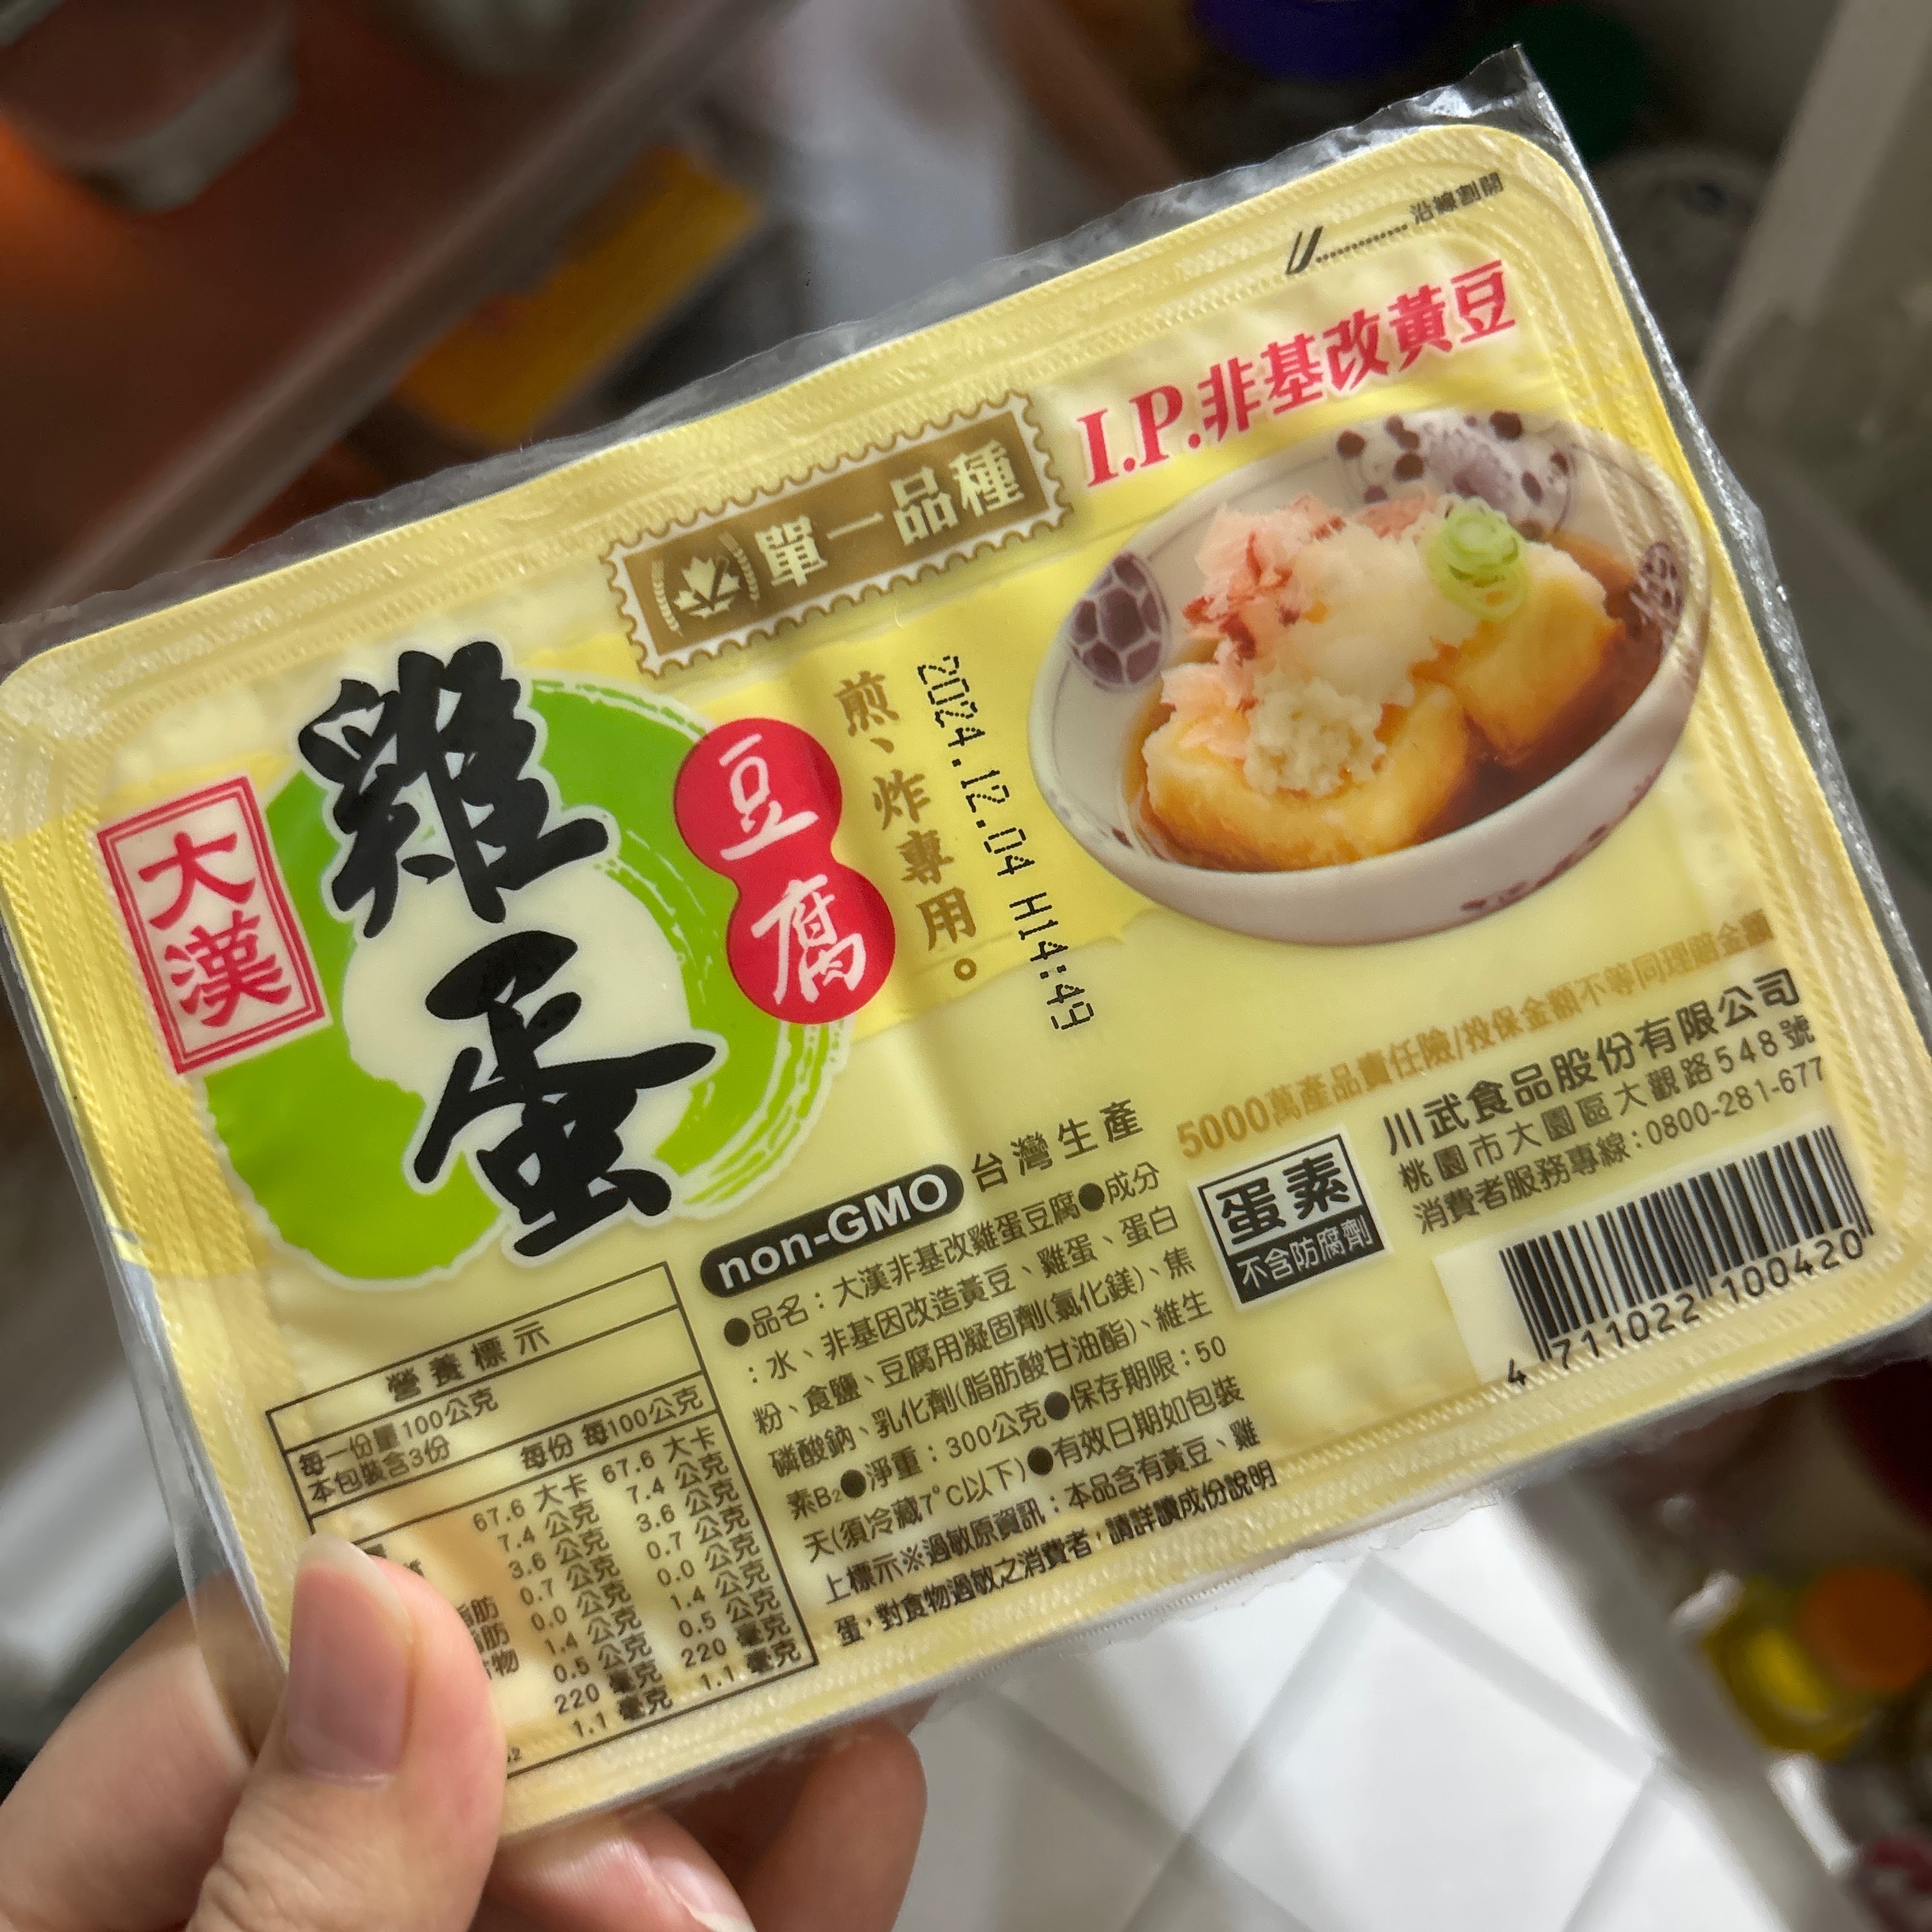 沿線割開
I.P.非基改黃豆
單一品種
大漢
雞蛋
豆腐
煎、炸專用。
2024.12.04 H14:49
5000萬產品責任險/投保金額不等同理賠金額
川武食品股份有限公司
桃園市大園區大觀路548號
消費者服務專線:0800-281-677
蛋素
不含防腐劑
4 711022 100420
non-GMO 台灣生產
●品名:大漢非基改雞蛋豆腐●成分
:水、非基因改造黃豆、雞蛋、蛋白
粉、食鹽、豆腐用凝固劑(氯化鎂)、焦
磷酸鈉、乳化劑(脂肪酸甘油酯)、維生
素B₂●淨重:300公克●保存期限:50
天(須冷藏7°C以下)●有效日期如包裝
上標示※過敏原資訊:本品含有黃豆、雞
蛋,對食物過敏之消費者,請詳讀成份說明
營養標示
每一份量100公克
本包裝含3份
每份 每100公克
67.6 大卡 67.6 大卡
7.4 公克 7.4 公克
3.6 公克 3.6 公克
脂肪 0.7 公克 0.7 公克
脂肪 0.0 公克 0.0 公克
物 1.4 公克 1.4 公克
0.5 公克 0.5 公克
220 毫克 220 毫克
1.1 毫克 1.1 毫克